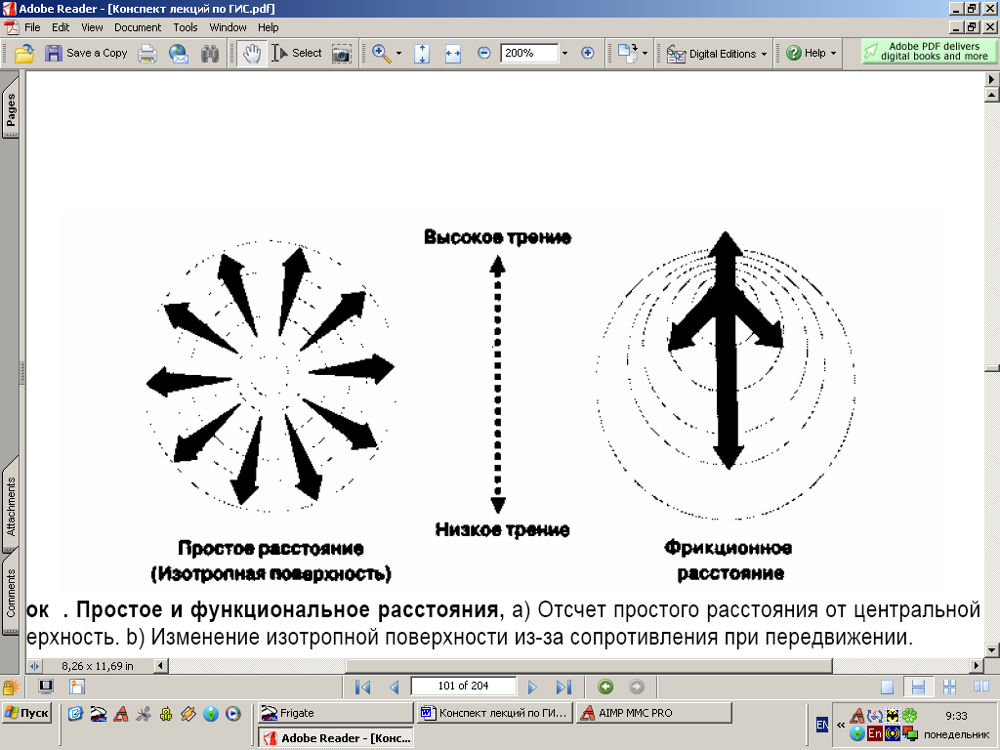 Adobe Reader - [Конспект лекций по ГИС.pdf]
File Edit View Document Tools Window Help
Save a Copy Select 200% Digital Editions Help Adobe PDF delivers
digital books and more
Pages
Attachments
Comments
Высокое трение
Низкое трение
Простое расстояние
(Изотропная поверхность)
Фрикционное
расстояние
ок . Простое и функциональное расстояния, а) Отсчет простого расстояния от центральной
ерхность. b) Изменение изотропной поверхности из-за сопротивления при передвижении.
8,26 x 11,69 in
101 of 204
Пуск Frigate Конспект лекций по ГИ... AIMP MMC PRO EN « En 9:33
Adobe Reader - [Конс... понедельник